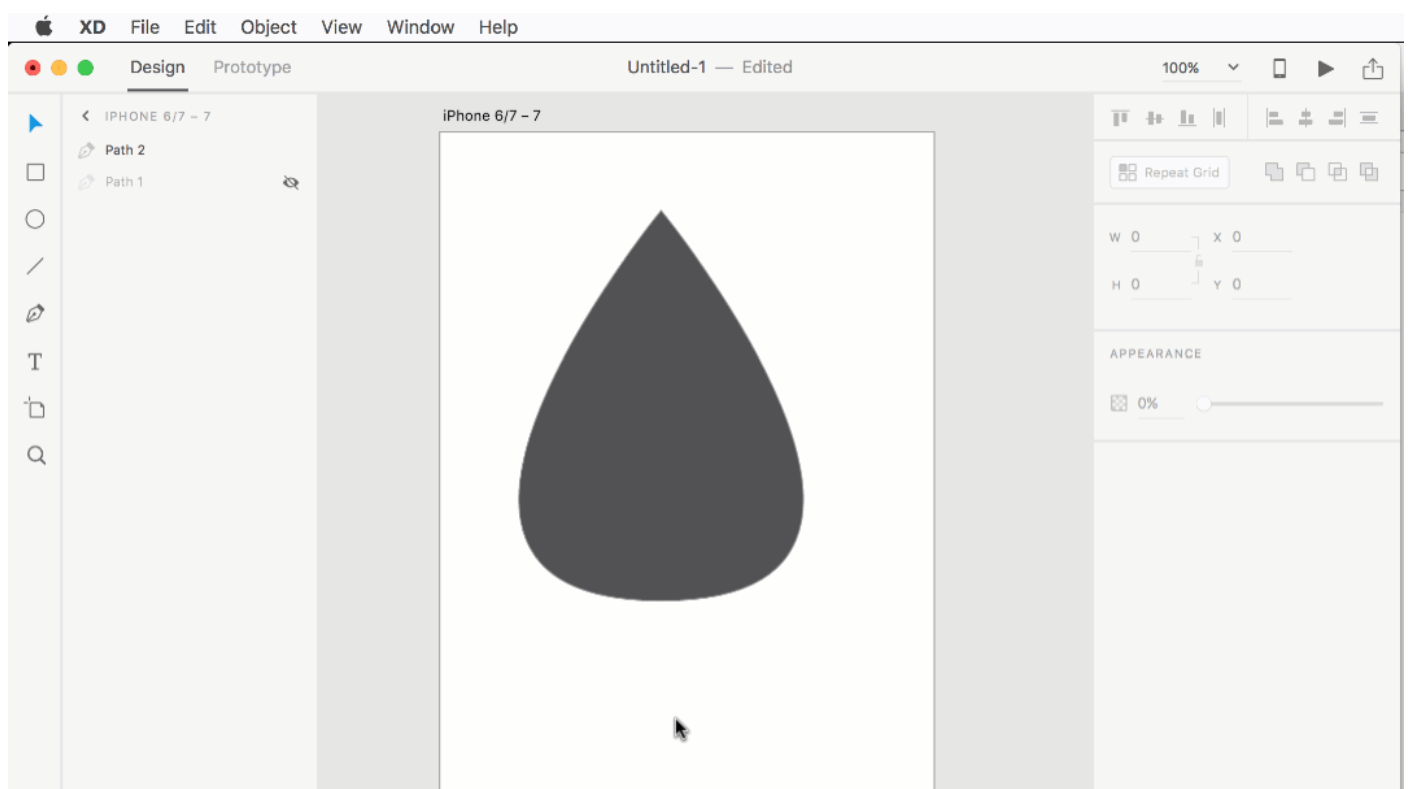 XD File Edit Object View Window Help
Design Prototype Untitled-1 — Edited 100%
IPHONE 6/7 – 7
Path 2
Path 1
iPhone 6/7 – 7
Repeat Grid
W 0 X 0
H 0 Y 0
APPEARANCE
0%